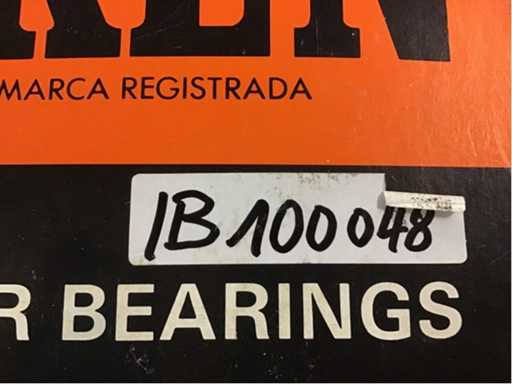 MARCA REGISTRADA
IB100048
R BEARINGS